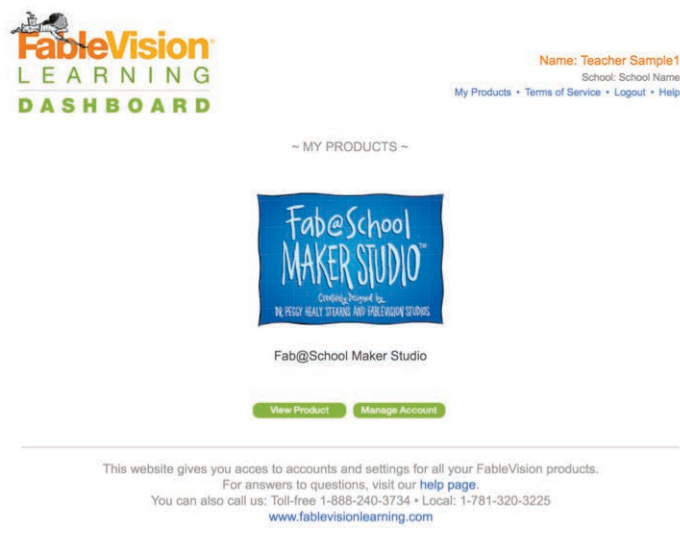 FableVision
LEARNING
DASHBOARD
Name: Teacher Sample1
School: School Name
My Products • Terms of Service • Logout • Help
~ MY PRODUCTS ~
Fab@School
MAKER STUDIO™
Creatively Designed by
DR. PEGGY HEALY STEARNS AND FABLEVISION STUDIOS
Fab@School Maker Studio
View Product Manage Account
This website gives you acces to accounts and settings for all your FableVision products.
For answers to questions, visit our help page.
You can also call us: Toll-free 1-888-240-3734 • Local: 1-781-320-3225
www.fablevisionlearning.com